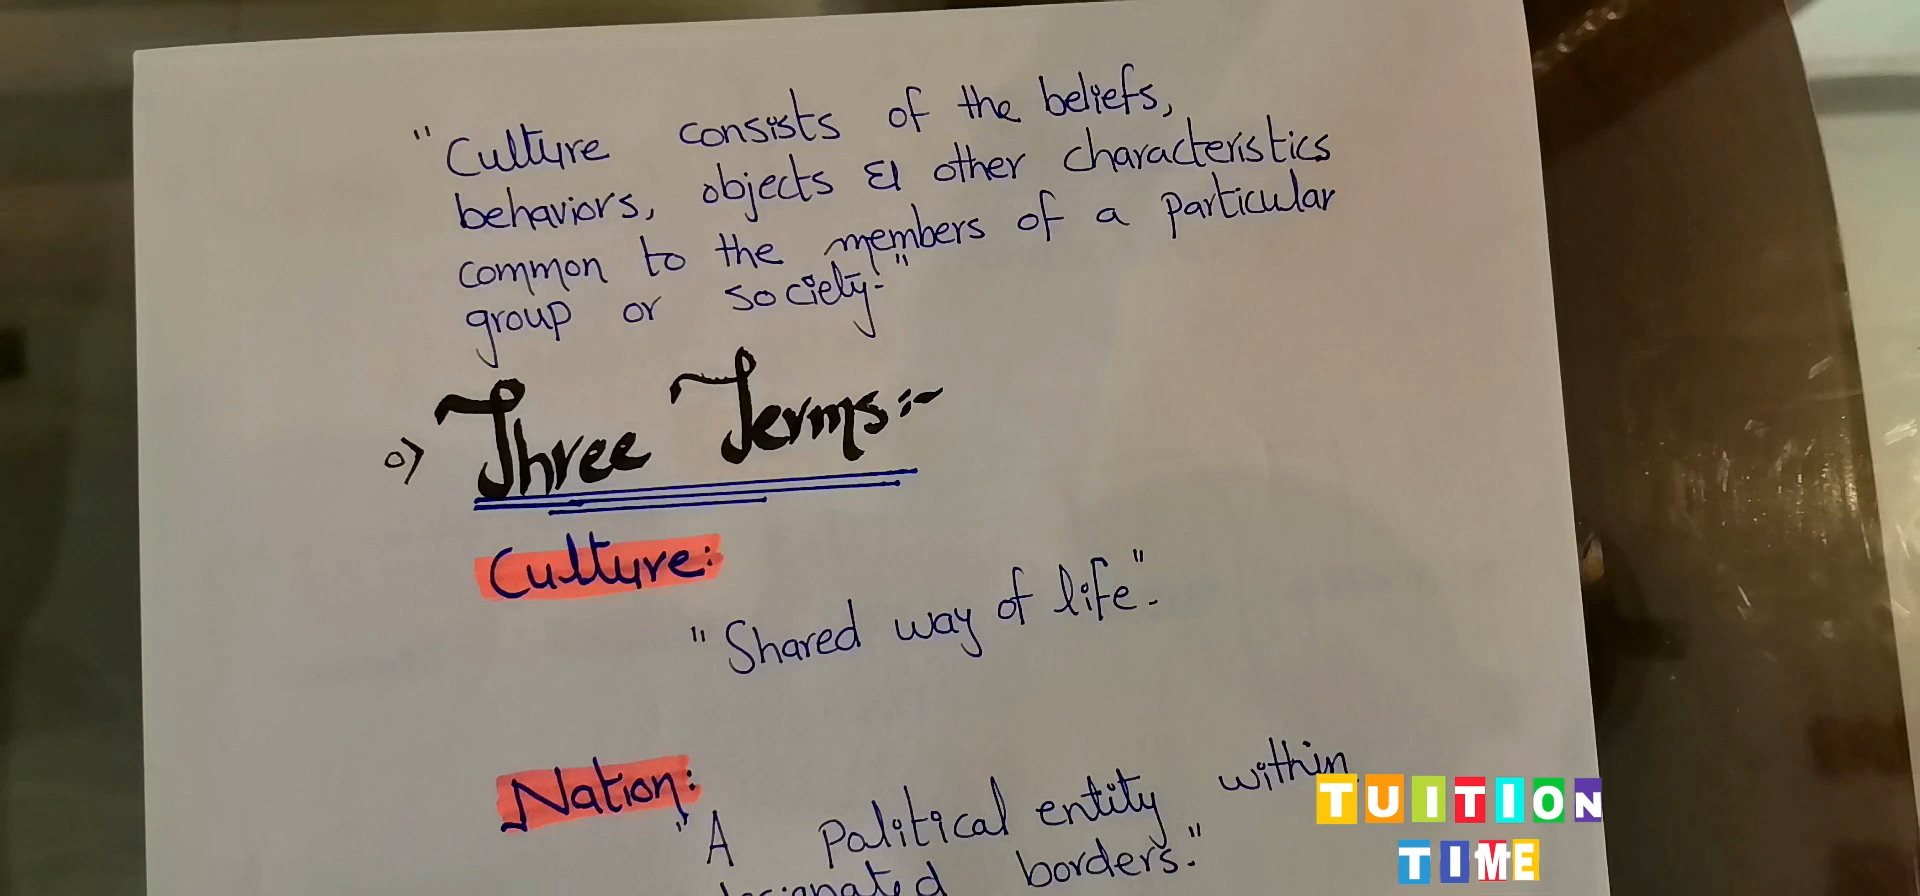 "Culture consists of the beliefs,
behaviors, objects & other characteristics
common to the members of a particular
group or society."
Three Terms:-
Culture:
"Shared way of life".
Nation:
"A political entity within
designated borders."
TUITION
TIME